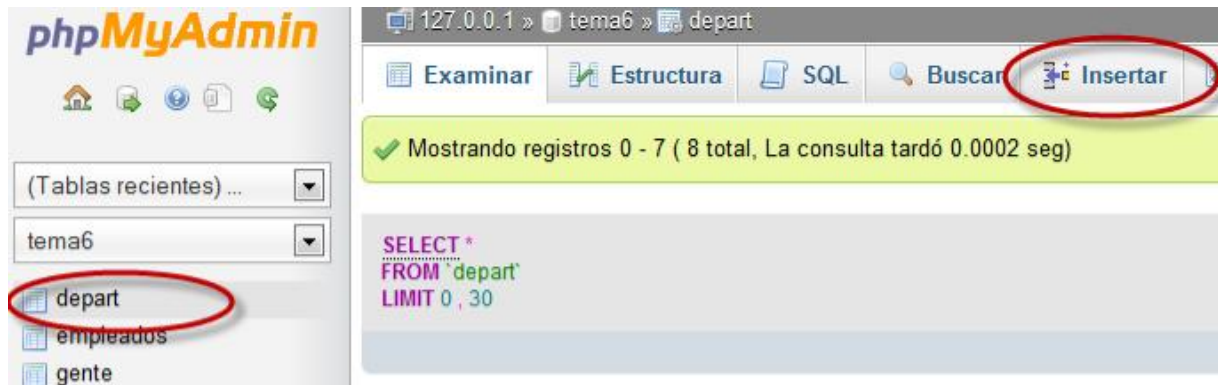 phpMyAdmin
(Tablas recientes) ...
tema6
depart
empleados
gente
127.0.0.1 » tema6 » depart
Examinar Estructura SQL Buscar Insertar
Mostrando registros 0 - 7 ( 8 total, La consulta tardó 0.0002 seg)
SELECT *
FROM `depart`
LIMIT 0 , 30